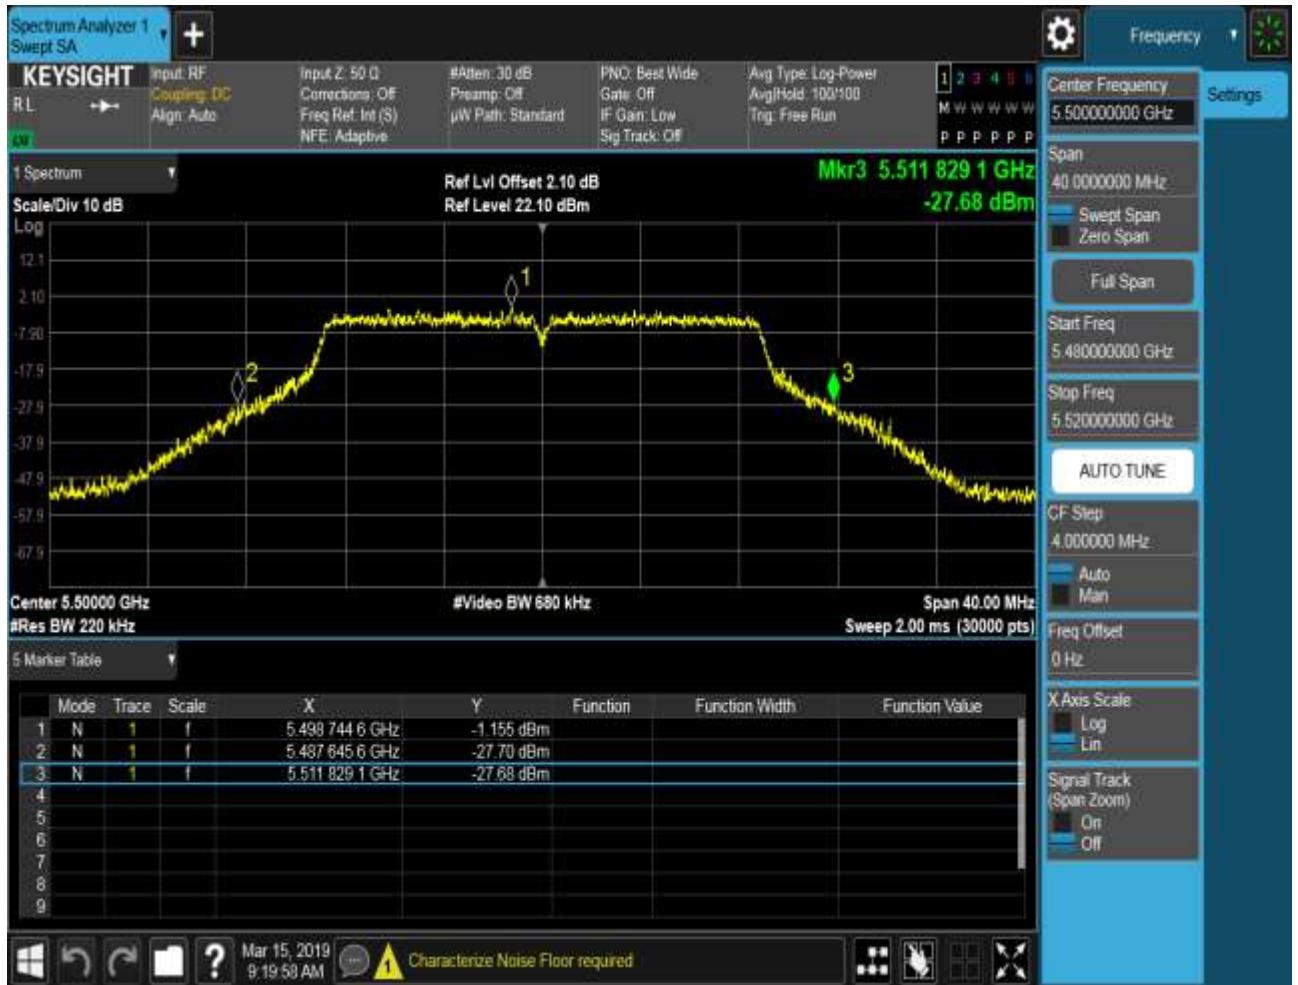 Spectrum Analyzer 1
Swept SA
Frequency
KEYSIGHT
RL
Input: RF
Coupling: DC
Align: Auto
Input Z: 50 Ω
Corrections: Off
Freq Ref: Int (S)
NFE: Adaptive
#Atten: 30 dB
Preamp: Off
µW Path: Standard
PNO: Best Wide
Gate: Off
IF Gain: Low
Sig Track: Off
Avg Type: Log-Power
Avg|Hold: 100/100
Trig: Free Run
1 2 3 4 5 6
M W W W W W
P P P P P P
1 Spectrum
Scale/Div 10 dB
Ref Lvl Offset 2.10 dB
Ref Level 22.10 dBm
Mkr3 5.511 829 1 GHz
-27.68 dBm
Log
12.1
2.10
-7.90
-17.9
-27.9
-37.9
-47.9
-57.9
-67.9
1
2
3
Center 5.50000 GHz
#Res BW 220 kHz
#Video BW 680 kHz
Span 40.00 MHz
Sweep 2.00 ms (30000 pts)
5 Marker Table
Mode Trace Scale X Y Function Function Width Function Value
1 N 1 f 5.498 744 6 GHz -1.155 dBm
2 N 1 f 5.487 645 6 GHz -27.70 dBm
3 N 1 f 5.511 829 1 GHz -27.68 dBm
4
5
6
7
8
9
Mar 15, 2019
9:19:58 AM
1
Characterize Noise Floor required
Center Frequency
5.500000000 GHz
Settings
Span
40.0000000 MHz
Swept Span
Zero Span
Full Span
Start Freq
5.480000000 GHz
Stop Freq
5.520000000 GHz
AUTO TUNE
CF Step
4.000000 MHz
Auto
Man
Freq Offset
0 Hz
X Axis Scale
Log
Lin
Signal Track
(Span Zoom)
On
Off